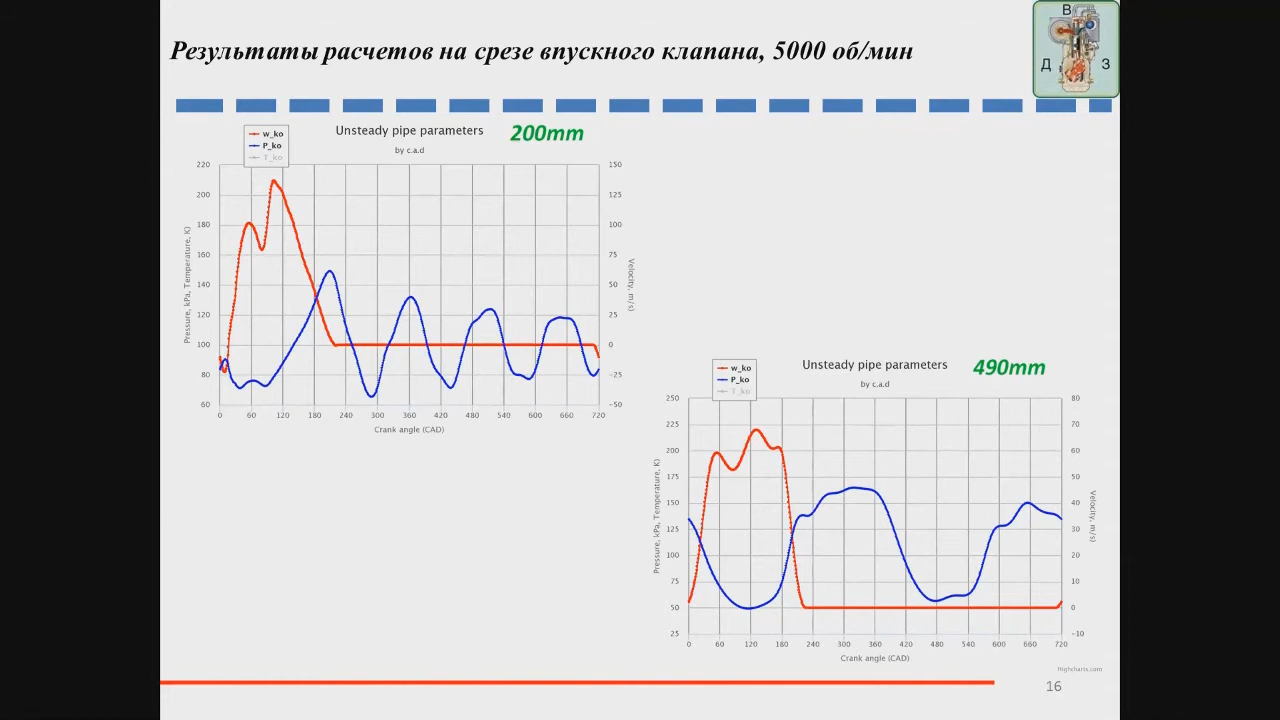 Результаты расчетов на срезе впускного клапана, 5000 об/мин
В
Д
З
w_ko
P_ko
T_ko
Unsteady pipe parameters
by c.a.d
200mm
220
200
180
160
140
120
100
80
60
150
125
100
75
50
25
0
−25
−50
Pressure, kPa, Temperature, K)
Velocity, m/s)
0 60 120 180 240 300 360 420 480 540 600 660 720
Crank angle (CAD)
w_ko
P_ko
T_ko
Unsteady pipe parameters
by c.a.d
490mm
250
225
200
175
150
125
100
75
50
25
80
70
60
50
40
30
20
10
0
−10
Pressure, kPa, Temperature, K)
Velocity, m/s)
0 60 120 180 240 300 360 420 480 540 600 660 720
Crank angle (CAD)
Highcharts.com
16